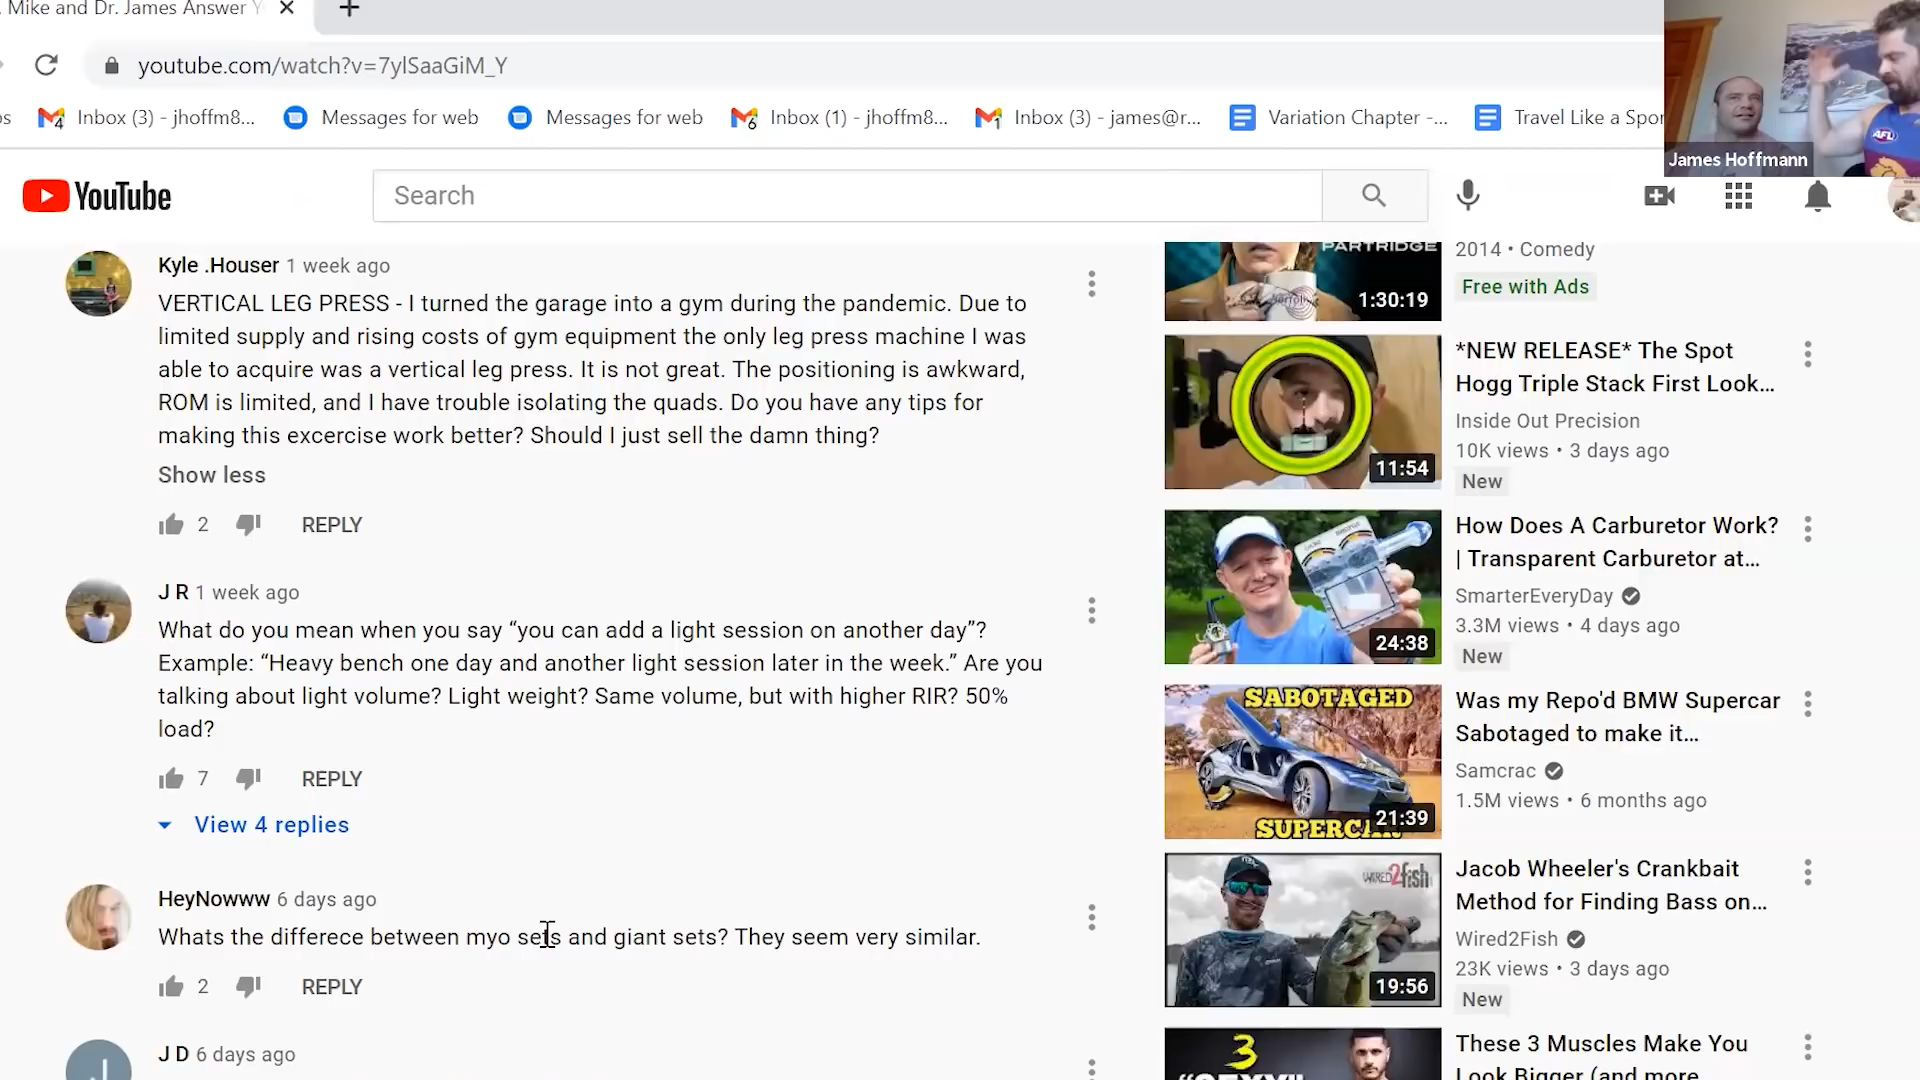 Mike and Dr. James Answer Y
youtube.com/watch?v=7ylSaaGiM_Y
Inbox (3) - jhoffm8...
Messages for web
Messages for web
Inbox (1) - jhoffm8...
Inbox (3) - james@r...
Variation Chapter -...
Travel Like a Spor
AFL
James Hoffmann
YouTube
Search
Kyle .Houser 1 week ago
VERTICAL LEG PRESS - I turned the garage into a gym during the pandemic. Due to
limited supply and rising costs of gym equipment the only leg press machine I was
able to acquire was a vertical leg press. It is not great. The positioning is awkward,
ROM is limited, and I have trouble isolating the quads. Do you have any tips for
making this excercise work better? Should I just sell the damn thing?
Show less
2 REPLY
J R 1 week ago
What do you mean when you say “you can add a light session on another day”?
Example: “Heavy bench one day and another light session later in the week.” Are you
talking about light volume? Light weight? Same volume, but with higher RIR? 50%
load?
7 REPLY
View 4 replies
HeyNowww 6 days ago
Whats the differece between myo sets and giant sets? They seem very similar.
2 REPLY
J D 6 days ago
J
PARTRIDGE
1:30:19
2014 • Comedy
Free with Ads
11:54
*NEW RELEASE* The Spot
Hogg Triple Stack First Look...
Inside Out Precision
10K views • 3 days ago
New
24:38
How Does A Carburetor Work?
| Transparent Carburetor at...
SmarterEveryDay
3.3M views • 4 days ago
New
SABOTAGED
SUPERCAR
21:39
Was my Repo'd BMW Supercar
Sabotaged to make it...
Samcrac
1.5M views • 6 months ago
WIRED2fish
19:56
Jacob Wheeler's Crankbait
Method for Finding Bass on...
Wired2Fish
23K views • 3 days ago
New
3
"SEXY"
These 3 Muscles Make You
Look Bigger (and more